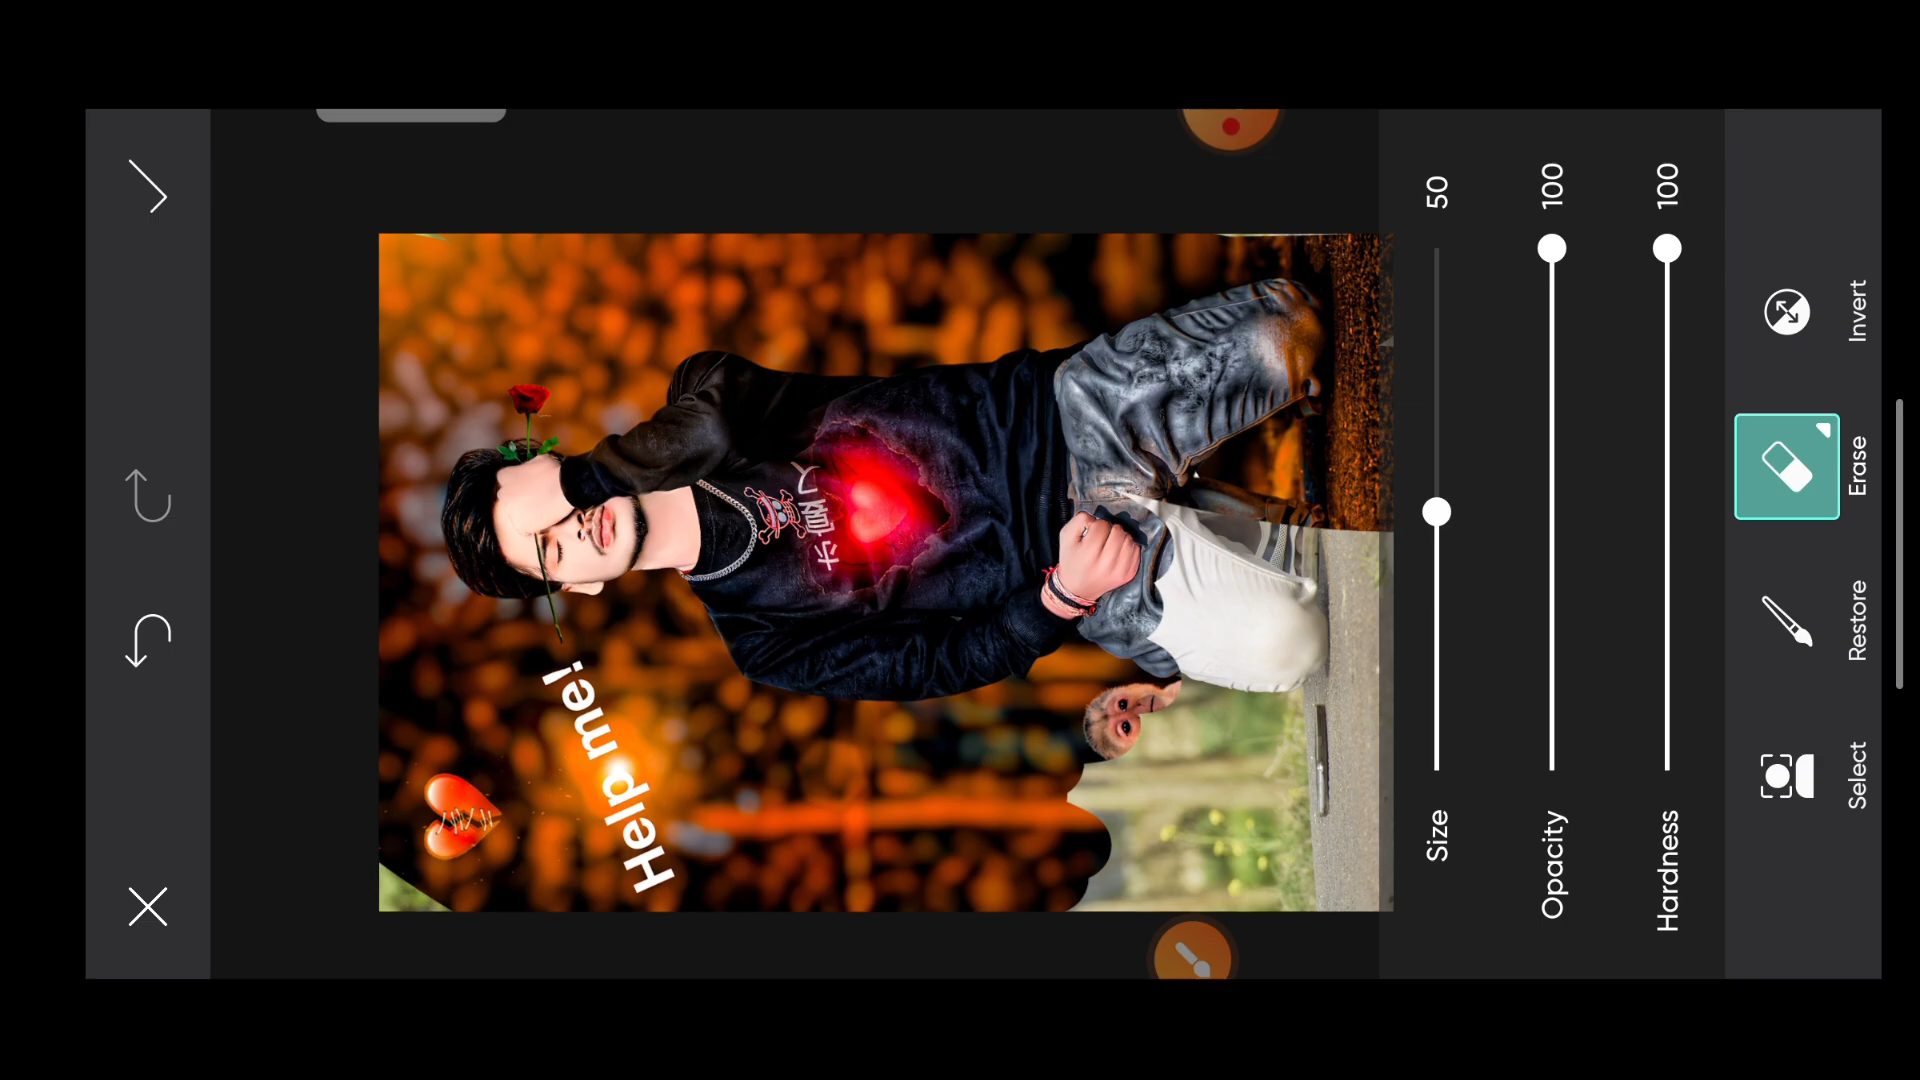 Help me!
Size 50
Opacity 100
Hardness 100
Select Restore Erase Invert